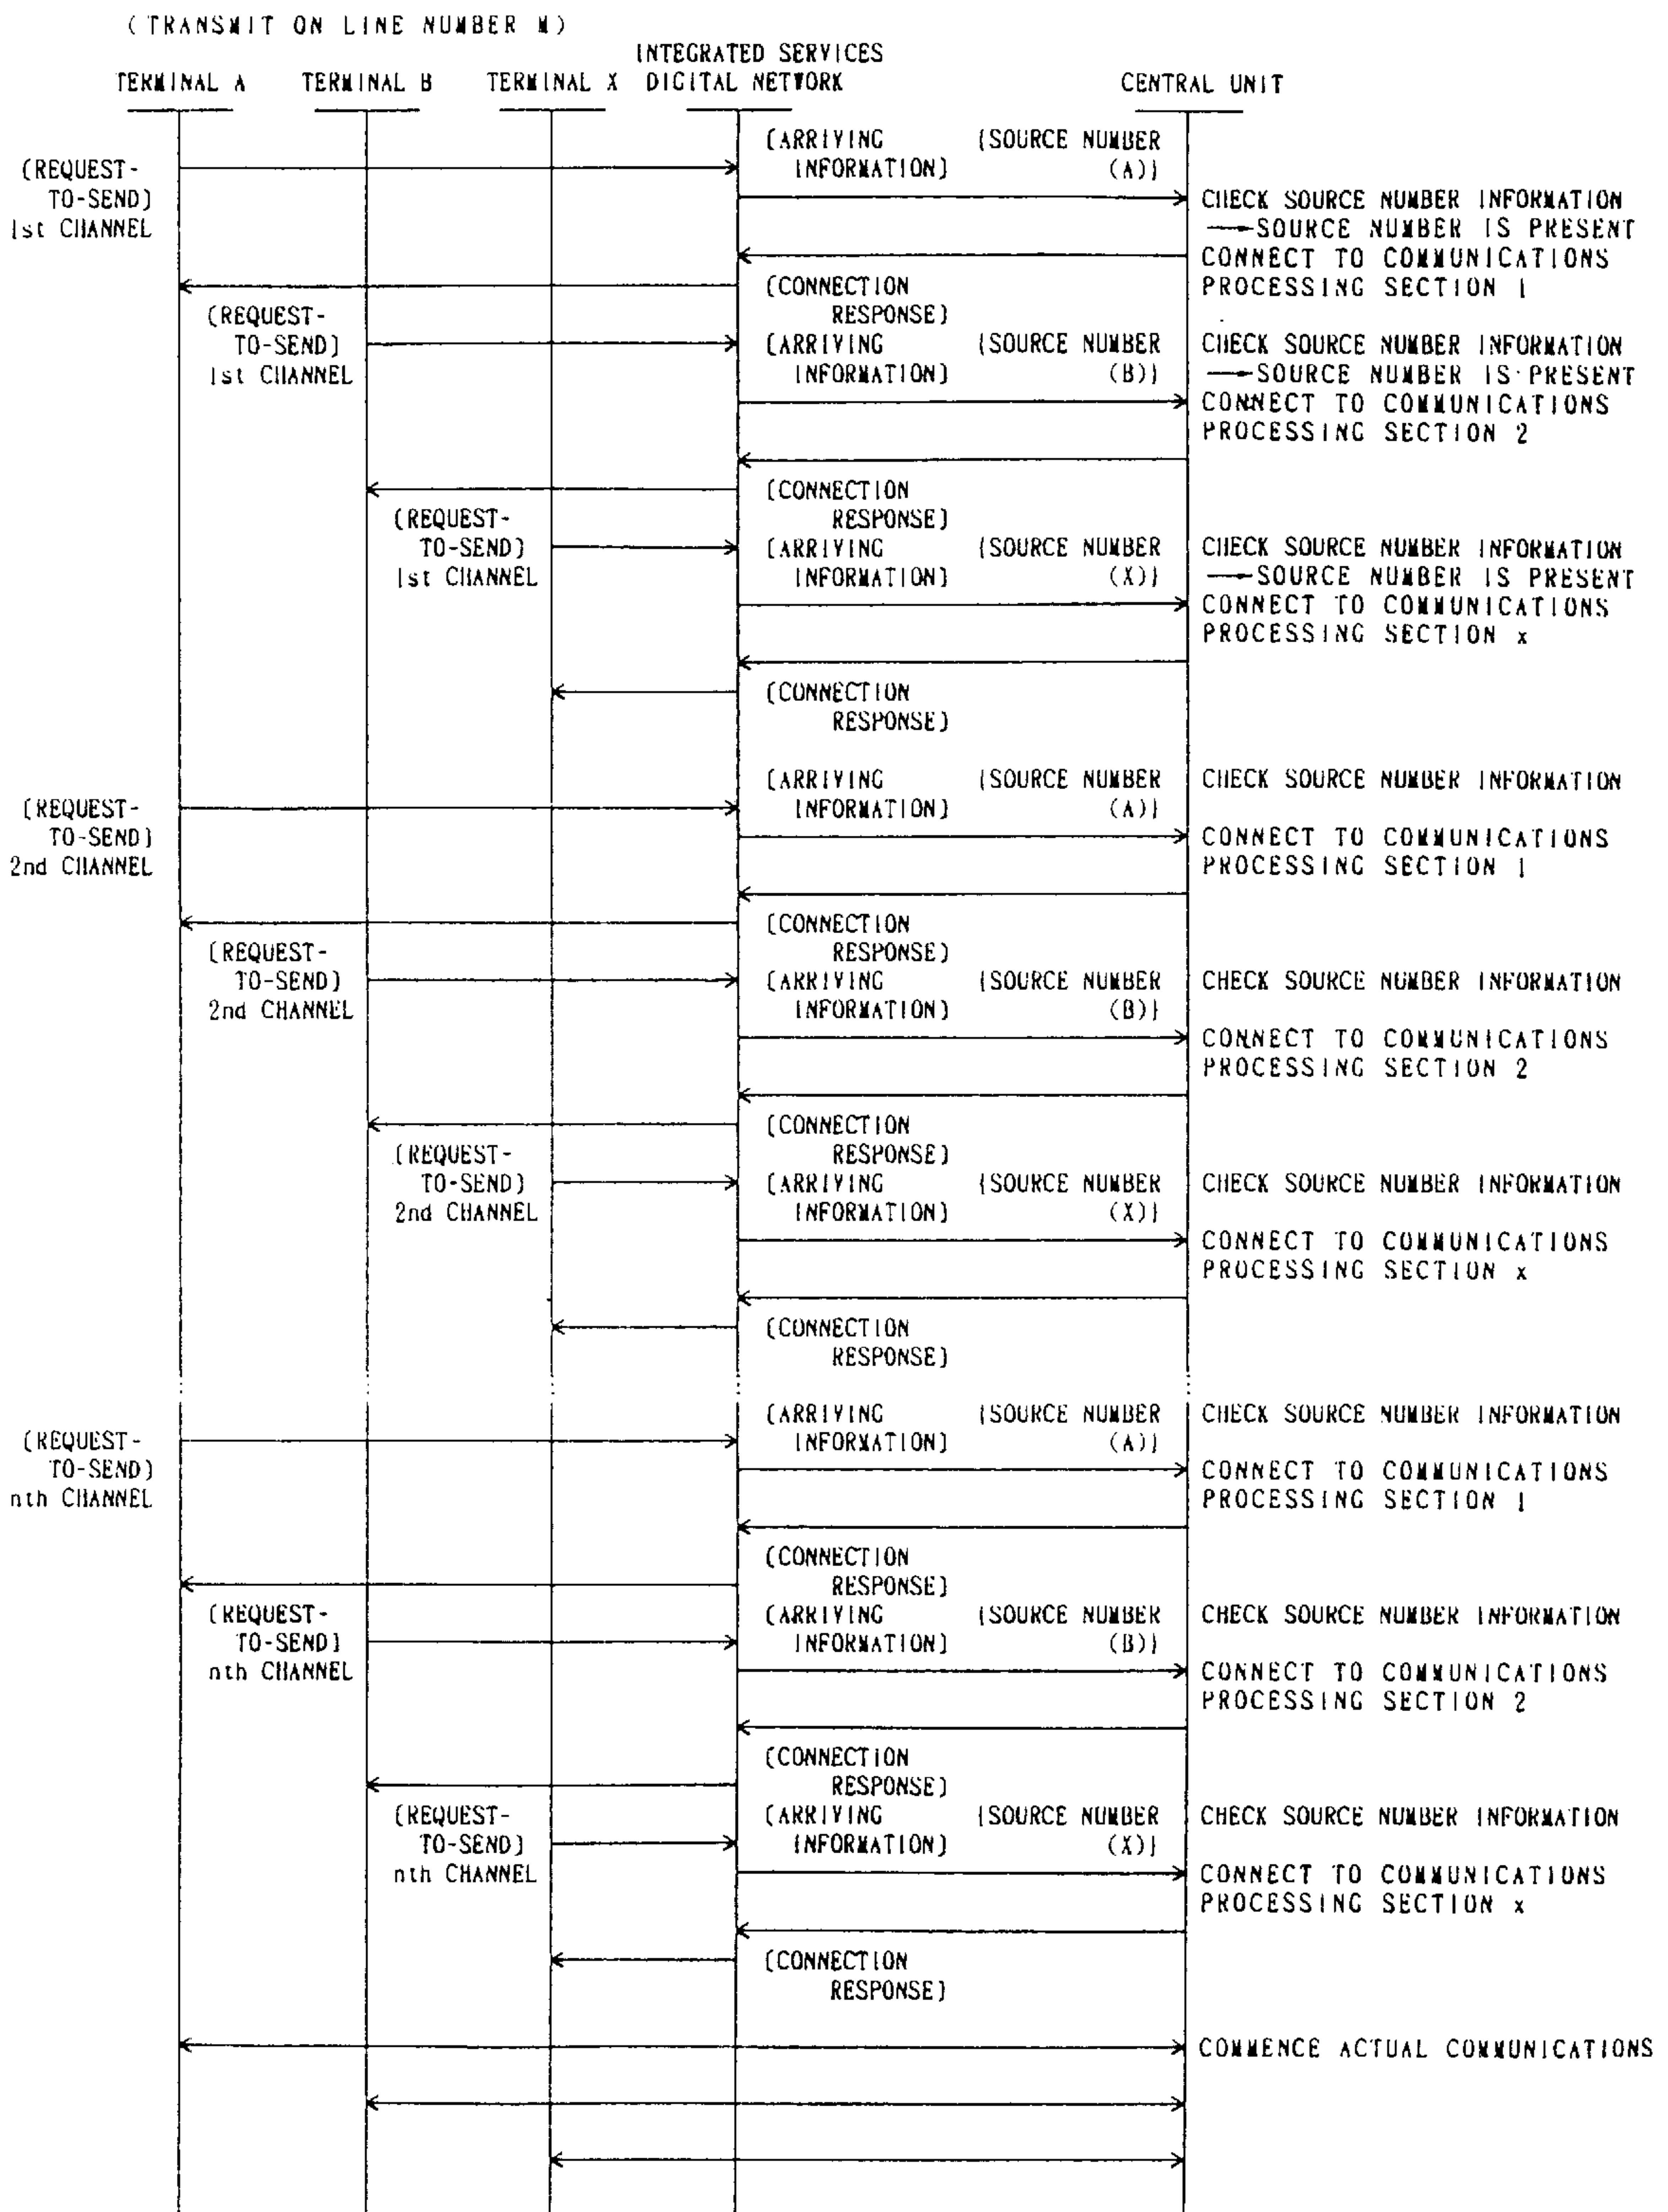 (TRANSMIT ON LINE NUMBER M)
INTEGRATED SERVICES
TERMINAL A TERMINAL B TERMINAL X DIGITAL NETWORK CENTRAL UNIT
(ARRIVING {SOURCE NUMBER
(REQUEST- INFORMATION) (A)}
TO-SEND) CHECK SOURCE NUMBER INFORMATION
1st CHANNEL →SOURCE NUMBER IS PRESENT
CONNECT TO COMMUNICATIONS
(CONNECTION PROCESSING SECTION 1
(REQUEST- RESPONSE)
TO-SEND) (ARRIVING {SOURCE NUMBER CHECK SOURCE NUMBER INFORMATION
1st CHANNEL INFORMATION) (B)} →SOURCE NUMBER IS PRESENT
CONNECT TO COMMUNICATIONS
PROCESSING SECTION 2
(CONNECTION
(REQUEST- RESPONSE)
TO-SEND) (ARRIVING {SOURCE NUMBER CHECK SOURCE NUMBER INFORMATION
1st CHANNEL INFORMATION) (X)} →SOURCE NUMBER IS PRESENT
CONNECT TO COMMUNICATIONS
PROCESSING SECTION x
(CONNECTION
RESPONSE)
(ARRIVING {SOURCE NUMBER CHECK SOURCE NUMBER INFORMATION
(REQUEST- INFORMATION) (A)}
TO-SEND) CONNECT TO COMMUNICATIONS
2nd CHANNEL PROCESSING SECTION 1
(CONNECTION
(REQUEST- RESPONSE)
TO-SEND) (ARRIVING {SOURCE NUMBER CHECK SOURCE NUMBER INFORMATION
2nd CHANNEL INFORMATION) (B)}
CONNECT TO COMMUNICATIONS
PROCESSING SECTION 2
(CONNECTION
(REQUEST- RESPONSE)
TO-SEND) (ARRIVING {SOURCE NUMBER CHECK SOURCE NUMBER INFORMATION
2nd CHANNEL INFORMATION) (X)}
CONNECT TO COMMUNICATIONS
PROCESSING SECTION x
(CONNECTION
RESPONSE)
(ARRIVING {SOURCE NUMBER CHECK SOURCE NUMBER INFORMATION
(REQUEST- INFORMATION) (A)}
TO-SEND) CONNECT TO COMMUNICATIONS
nth CHANNEL PROCESSING SECTION 1
(CONNECTION
RESPONSE)
(REQUEST- (ARRIVING {SOURCE NUMBER CHECK SOURCE NUMBER INFORMATION
TO-SEND) INFORMATION) (B)}
nth CHANNEL CONNECT TO COMMUNICATIONS
PROCESSING SECTION 2
(CONNECTION
RESPONSE)
(REQUEST- (ARRIVING {SOURCE NUMBER CHECK SOURCE NUMBER INFORMATION
TO-SEND) INFORMATION) (X)}
nth CHANNEL CONNECT TO COMMUNICATIONS
PROCESSING SECTION x
(CONNECTION
RESPONSE)
COMMENCE ACTUAL COMMUNICATIONS